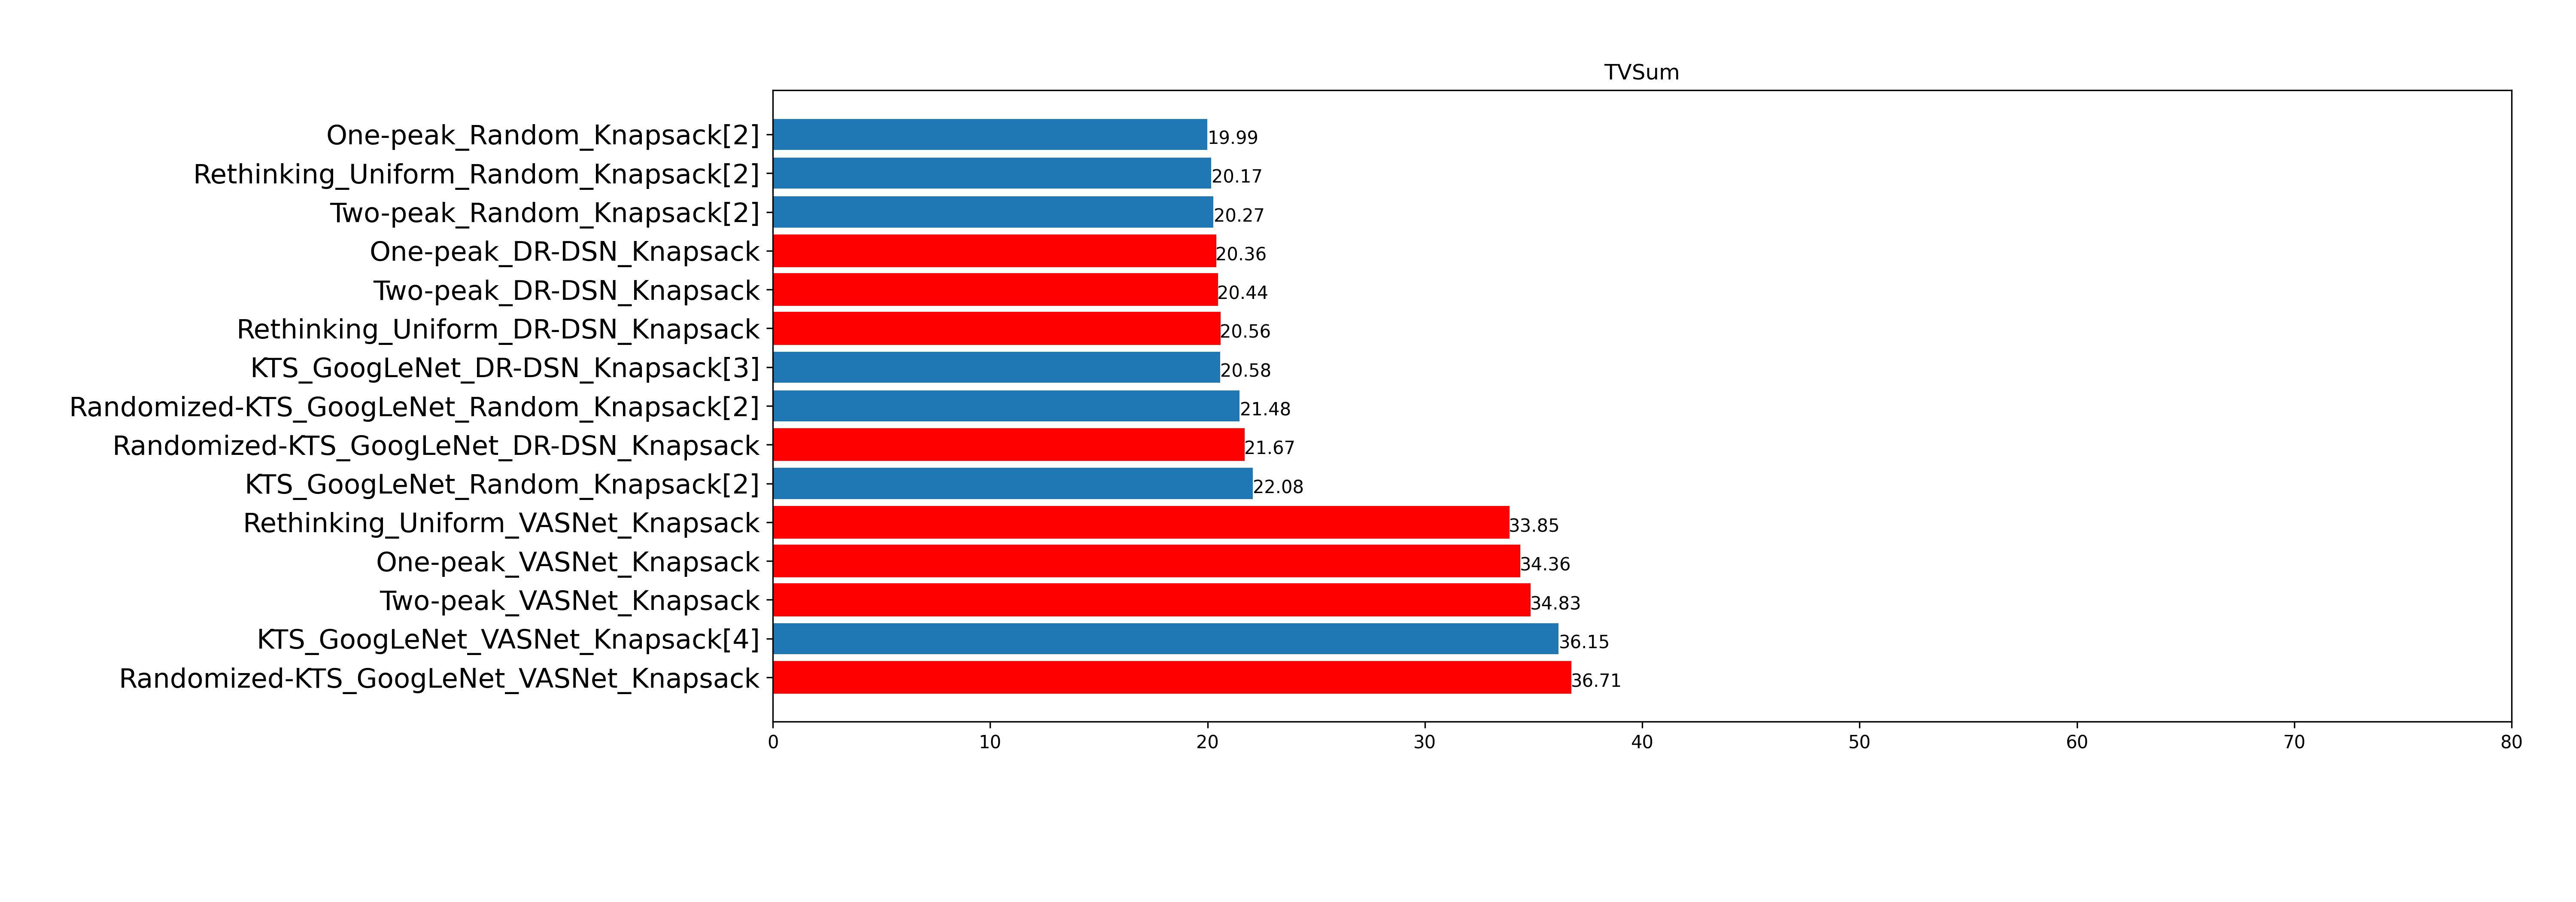 TVSum
One-peak_Random_Knapsack[2] 19.99
Rethinking_Uniform_Random_Knapsack[2] 20.17
Two-peak_Random_Knapsack[2] 20.27
One-peak_DR-DSN_Knapsack 20.36
Two-peak_DR-DSN_Knapsack 20.44
Rethinking_Uniform_DR-DSN_Knapsack 20.56
KTS_GoogLeNet_DR-DSN_Knapsack[3] 20.58
Randomized-KTS_GoogLeNet_Random_Knapsack[2] 21.48
Randomized-KTS_GoogLeNet_DR-DSN_Knapsack 21.67
KTS_GoogLeNet_Random_Knapsack[2] 22.08
Rethinking_Uniform_VASNet_Knapsack 33.85
One-peak_VASNet_Knapsack 34.36
Two-peak_VASNet_Knapsack 34.83
KTS_GoogLeNet_VASNet_Knapsack[4] 36.15
Randomized-KTS_GoogLeNet_VASNet_Knapsack 36.71
0 10 20 30 40 50 60 70 80